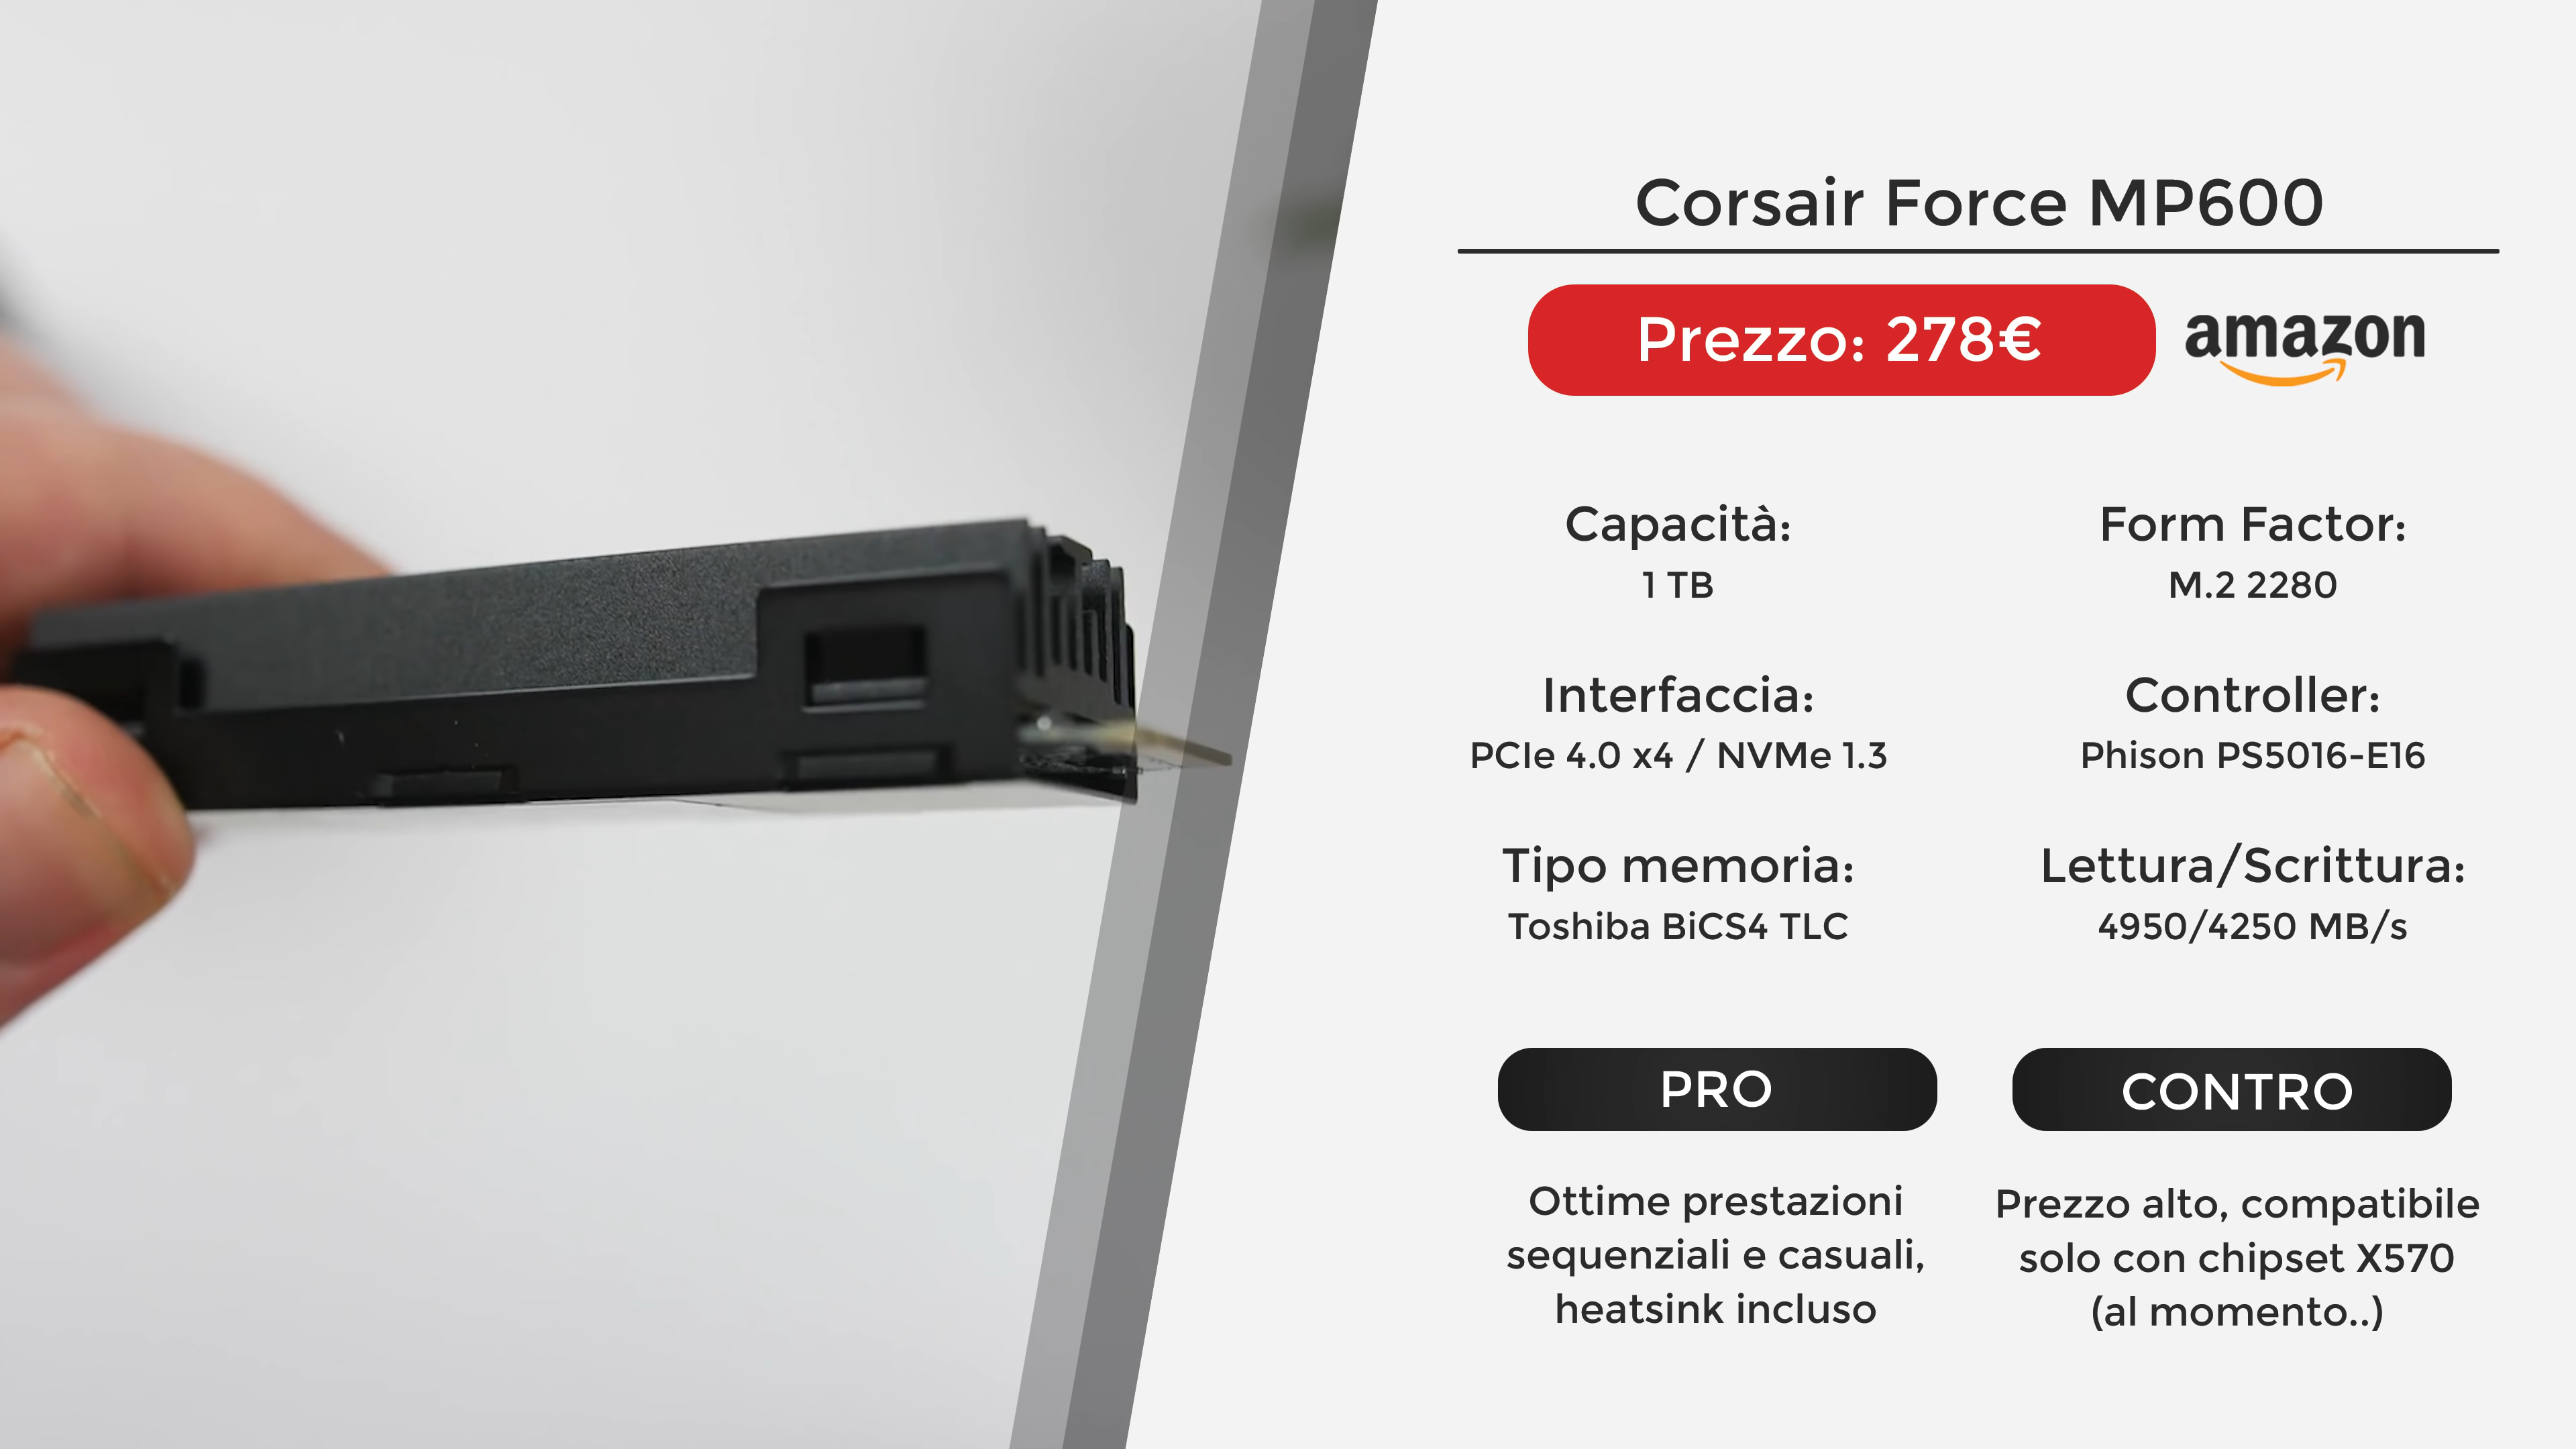 Corsair Force MP600
Prezzo: 278€
amazon
Capacità:
1 TB
Form Factor:
M.2 2280
Interfaccia:
PCIe 4.0 x4 / NVMe 1.3
Controller:
Phison PS5016-E16
Tipo memoria:
Toshiba BiCS4 TLC
Lettura/Scrittura:
4950/4250 MB/s
PRO
Ottime prestazioni
sequenziali e casuali,
heatsink incluso
CONTRO
Prezzo alto, compatibile
solo con chipset X570
(al momento..)